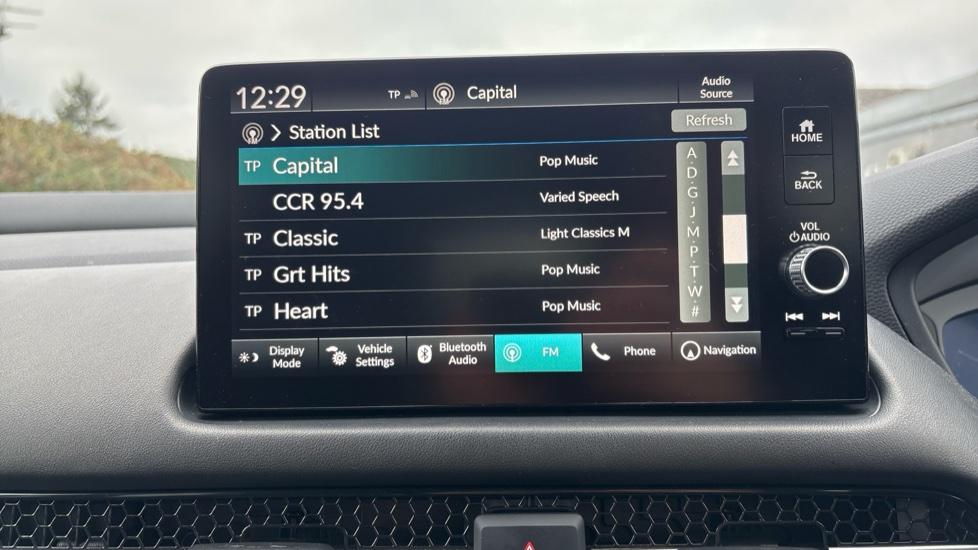 12:29
TP
Capital
Audio
Source
Station List
Refresh
TP Capital Pop Music
CCR 95.4 Varied Speech
TP Classic Light Classics M
TP Grt Hits Pop Music
TP Heart Pop Music
A
D
G
J
M
P
T
W
#
HOME
BACK
VOL
AUDIO
Display
Mode
Vehicle
Settings
Bluetooth
Audio
FM
Phone
Navigation